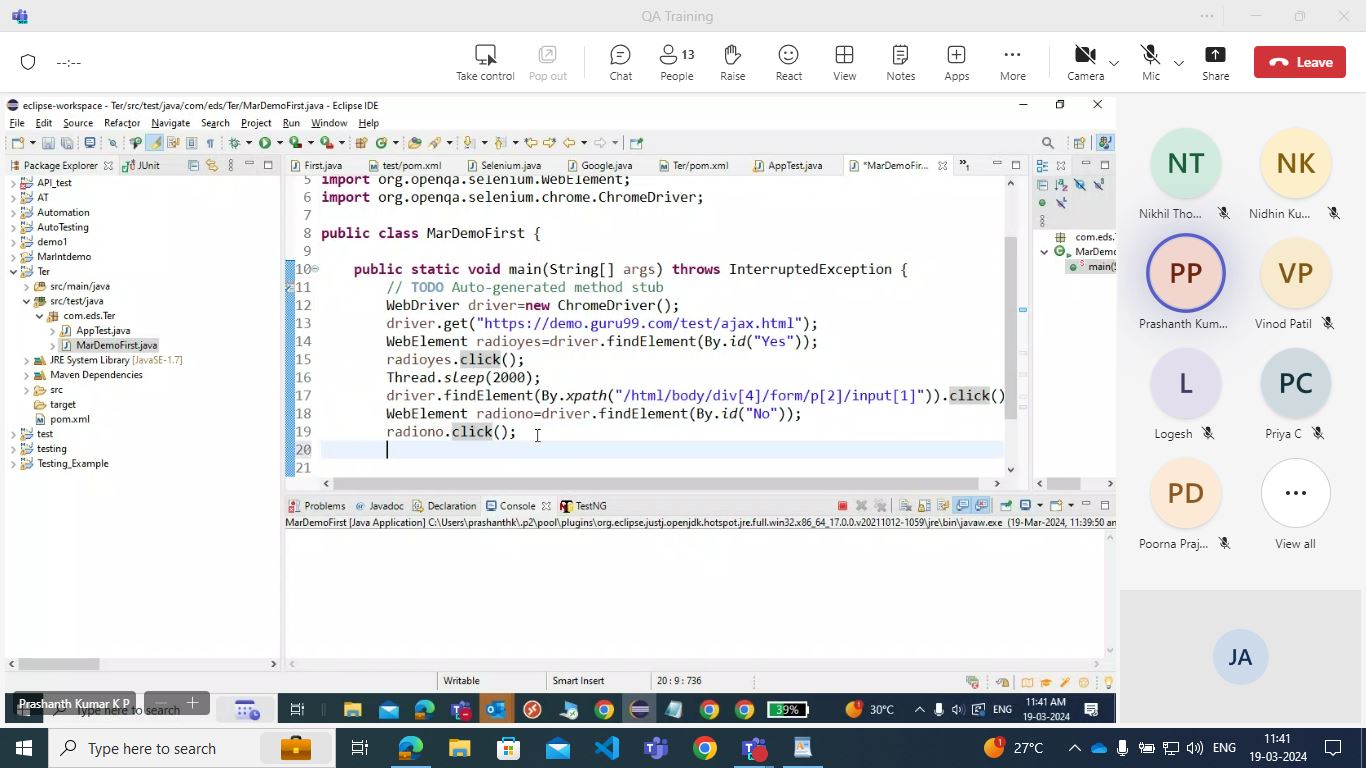 QA Training
--:--
Take control
Pop out
Chat
People 13
Raise
React
View
Notes
Apps
More
Camera
Mic
Share
Leave
eclipse-workspace - Ter/src/test/java/com/eds/Ter/MarDemoFirst.java - Eclipse IDE
File Edit Source Refactor Navigate Search Project Run Window Help
Package Explorer
JUnit
First.java
test/pom.xml
Selenium.java
Google.java
Ter/pom.xml
AppTest.java
*MarDemoFir...
API_test
AT
Automation
AutoTesting
demo1
MarIntdemo
Ter
src/main/java
src/test/java
com.eds.Ter
AppTest.java
MarDemoFirst.java
JRE System Library [JavaSE-1.7]
Maven Dependencies
src
target
pom.xml
test
testing
Testing_Example
5 import org.openqa.selenium.WebElement;
6 import org.openqa.selenium.chrome.ChromeDriver;
7
8 public class MarDemoFirst {
9
10 public static void main(String[] args) throws InterruptedException {
11 // TODO Auto-generated method stub
12 WebDriver driver=new ChromeDriver();
13 driver.get("https://demo.guru99.com/test/ajax.html");
14 WebElement radioyes=driver.findElement(By.id("Yes"));
15 radioyes.click();
16 Thread.sleep(2000);
17 driver.findElement(By.xpath("/html/body/div[4]/form/p[2]/input[1]")).click()
18 WebElement radiono=driver.findElement(By.id("No"));
19 radiono.click();
20
21
com.eds.
MarDemo
main(S
Problems
Javadoc
Declaration
Console
TestNG
MarDemoFirst [Java Application] C:\Users\prashanthk\.p2\pool\plugins\org.eclipse.justj.openjdk.hotspot.jre.full.win32.x86_64_17.0.0.v20211012-1059\jre\bin\javaw.exe (19-Mar-2024, 11:39:50 am
Writable
Smart Insert
20 : 9 : 736
NT
Nikhil Tho...
NK
Nidhin Ku...
PP
Prashanth Kum...
VP
Vinod Patil
L
Logesh
PC
Priya C
PD
Poorna Praj...
View all
JA
Prashanth Kumar K P
Type here to search
39%
30°C
ENG
11:41 AM
19-03-2024
Type here to search
27°C
ENG
11:41
19-03-2024